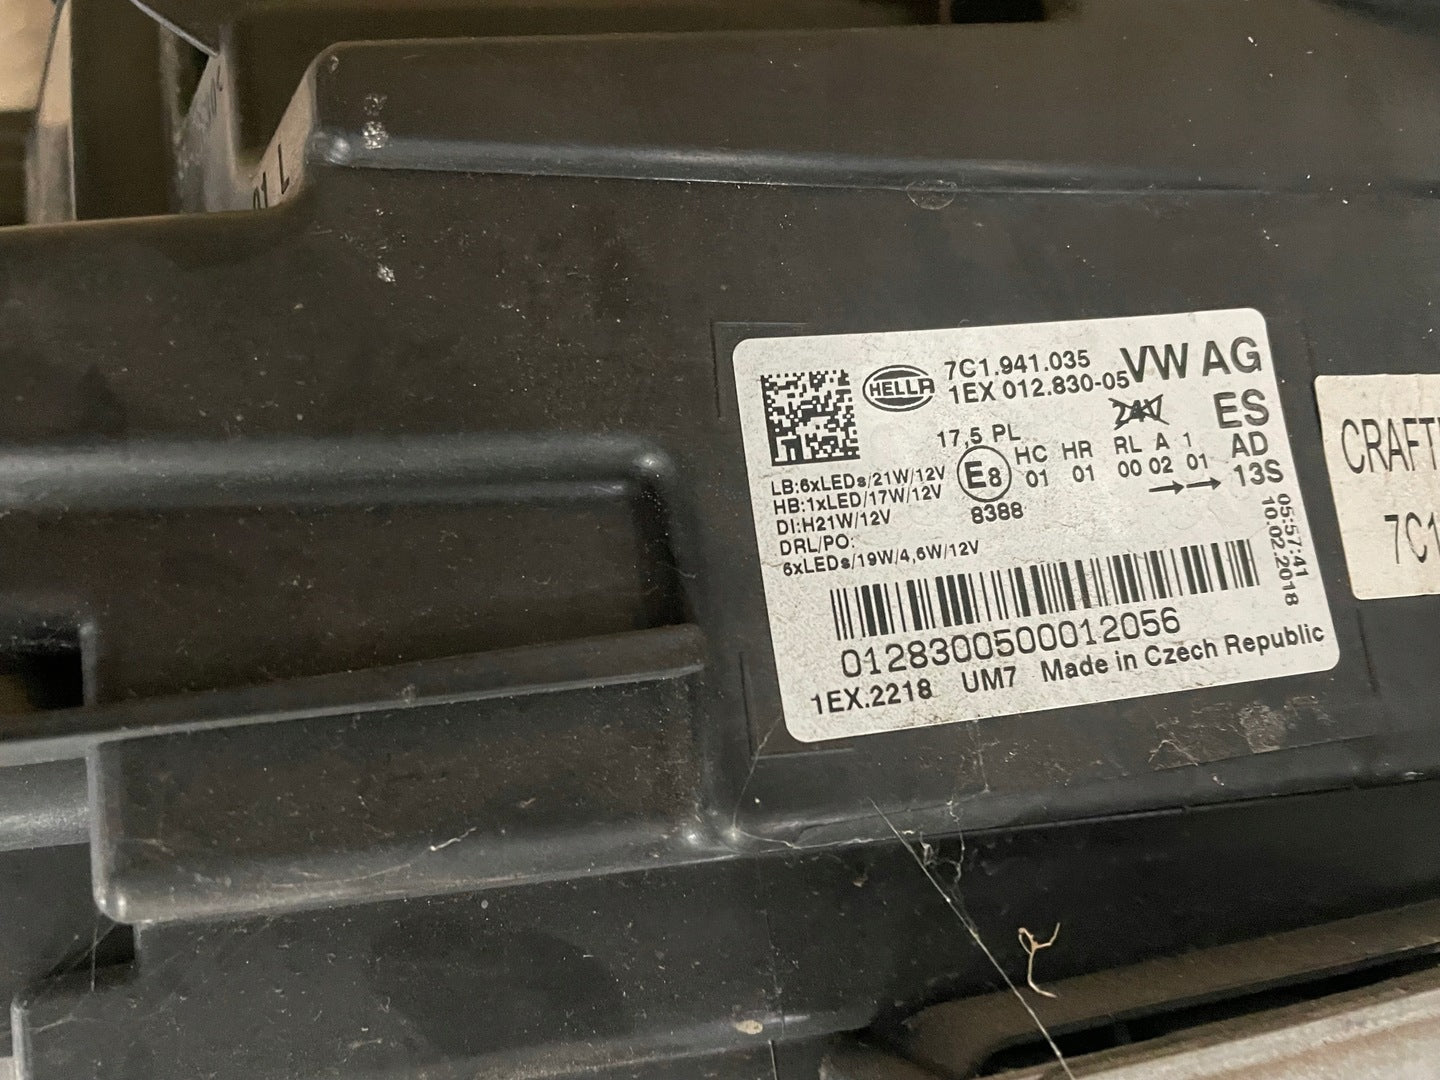 01 L
HELLA
7C1.941.035
1EX 012.830-05
VW AG
24V
ES
17,5 PL
HC HR RL A 1 AD
E8 01 01 00 02 01 13S
8388
LB:6xLEDs/21W/12V
HB:1xLED/17W/12V
DI:H21W/12V
DRL/PO:
6xLEDs/19W/4,6W/12V
05:57:41
10.02.2018
0128300500012056
1EX.2218 UM7 Made in Czech Republic
CRAFT
7C1